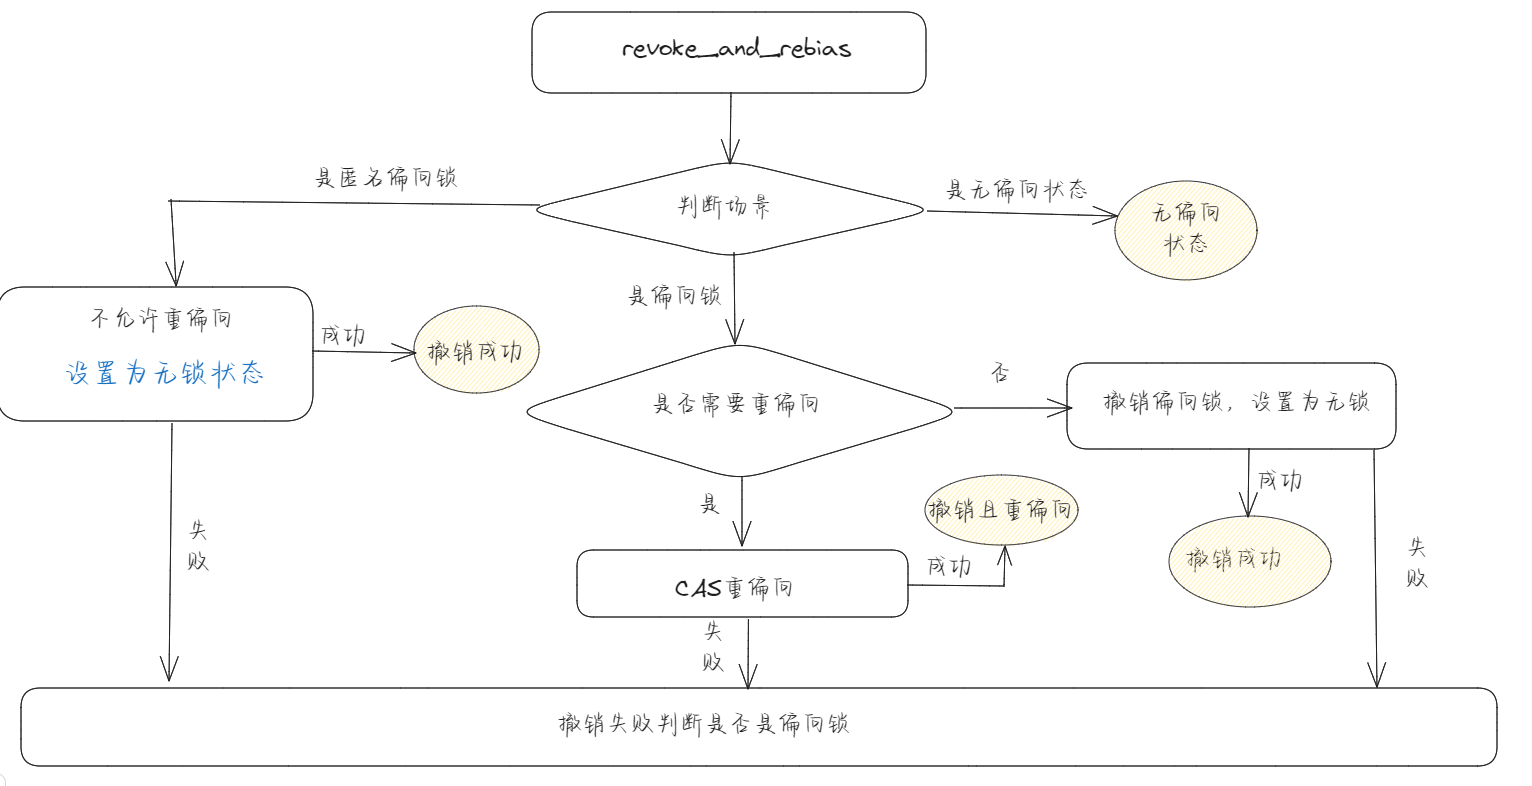 revoke_and_rebias
是匿名偏向锁
判断场景
是无偏向状态
无偏向
状态
是偏向锁
不允许重偏向
设置为无锁状态
成功
撤销成功
是否需要重偏向
否
撤销偏向锁，设置为无锁
是
撤销且重偏向
成功
撤销成功
失
败
CAS重偏向
成功
失
败
失
败
撤销失败判断是否是偏向锁